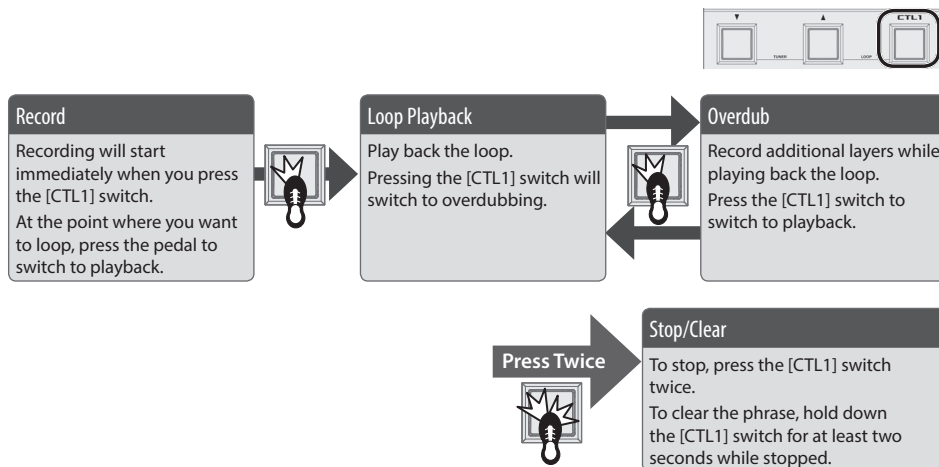 ▼
▲
CTL1
TUNER
LOOP
Record
Recording will start
immediately when you press
the [CTL1] switch.
At the point where you want
to loop, press the pedal to
switch to playback.
Loop Playback
Play back the loop.
Pressing the [CTL1] switch will
switch to overdubbing.
Overdub
Record additional layers while
playing back the loop.
Press the [CTL1] switch to
switch to playback.
Press Twice
Stop/Clear
To stop, press the [CTL1] switch
twice.
To clear the phrase, hold down
the [CTL1] switch for at least two
seconds while stopped.